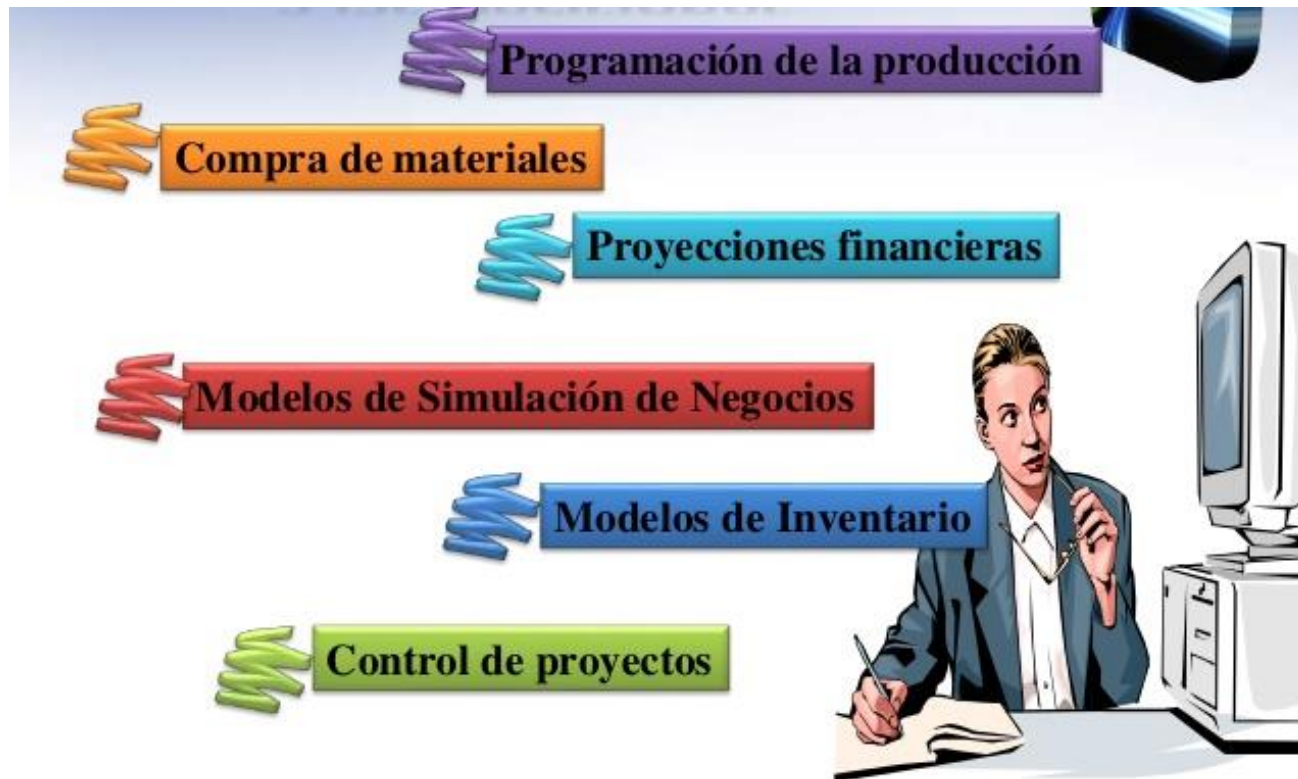 Programación de la producción
Compra de materiales
Proyecciones financieras
Modelos de Simulación de Negocios
Modelos de Inventario
Control de proyectos